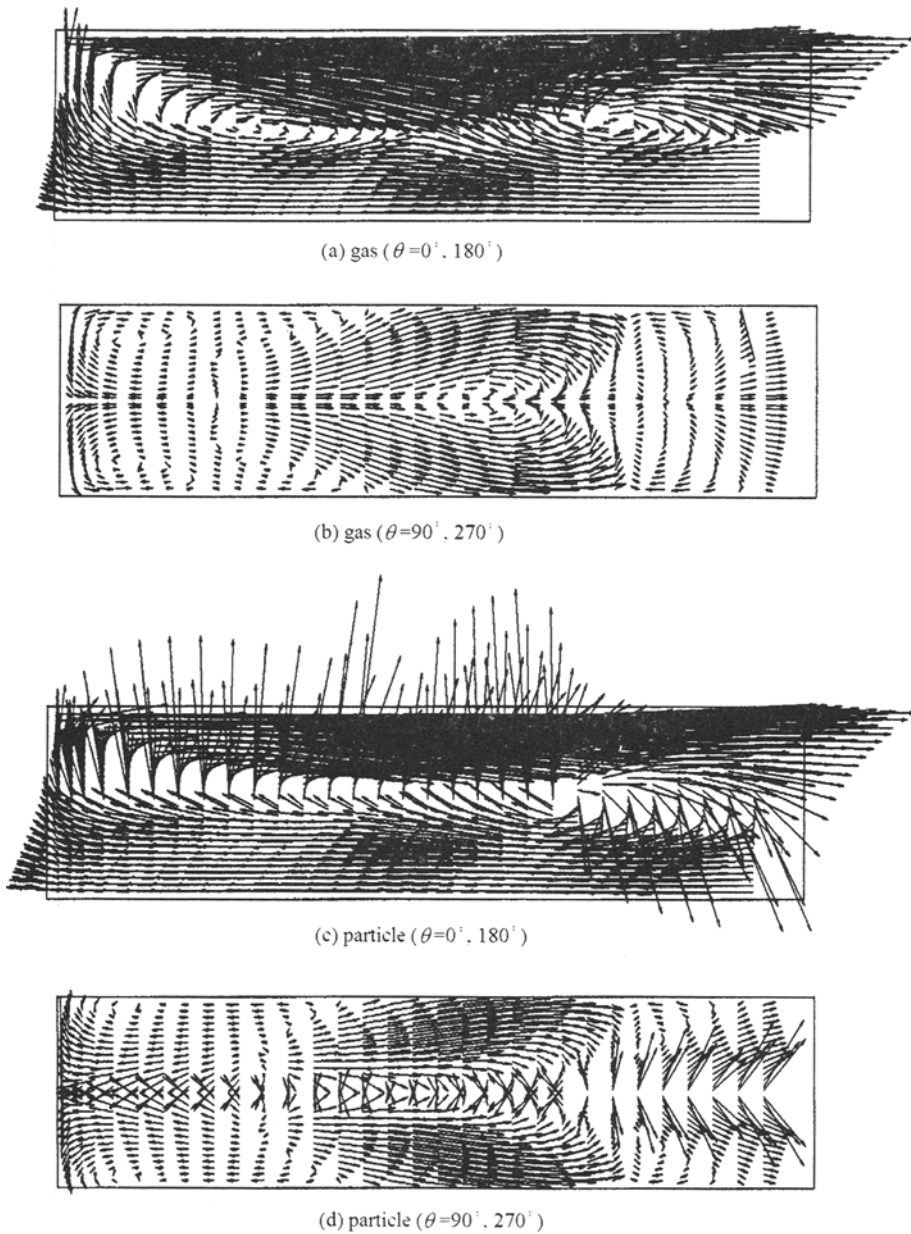 (a) gas (θ=0°, 180°)
(b) gas (θ=90°, 270°)
(c) particle (θ=0°, 180°)
(d) particle (θ=90°, 270°)